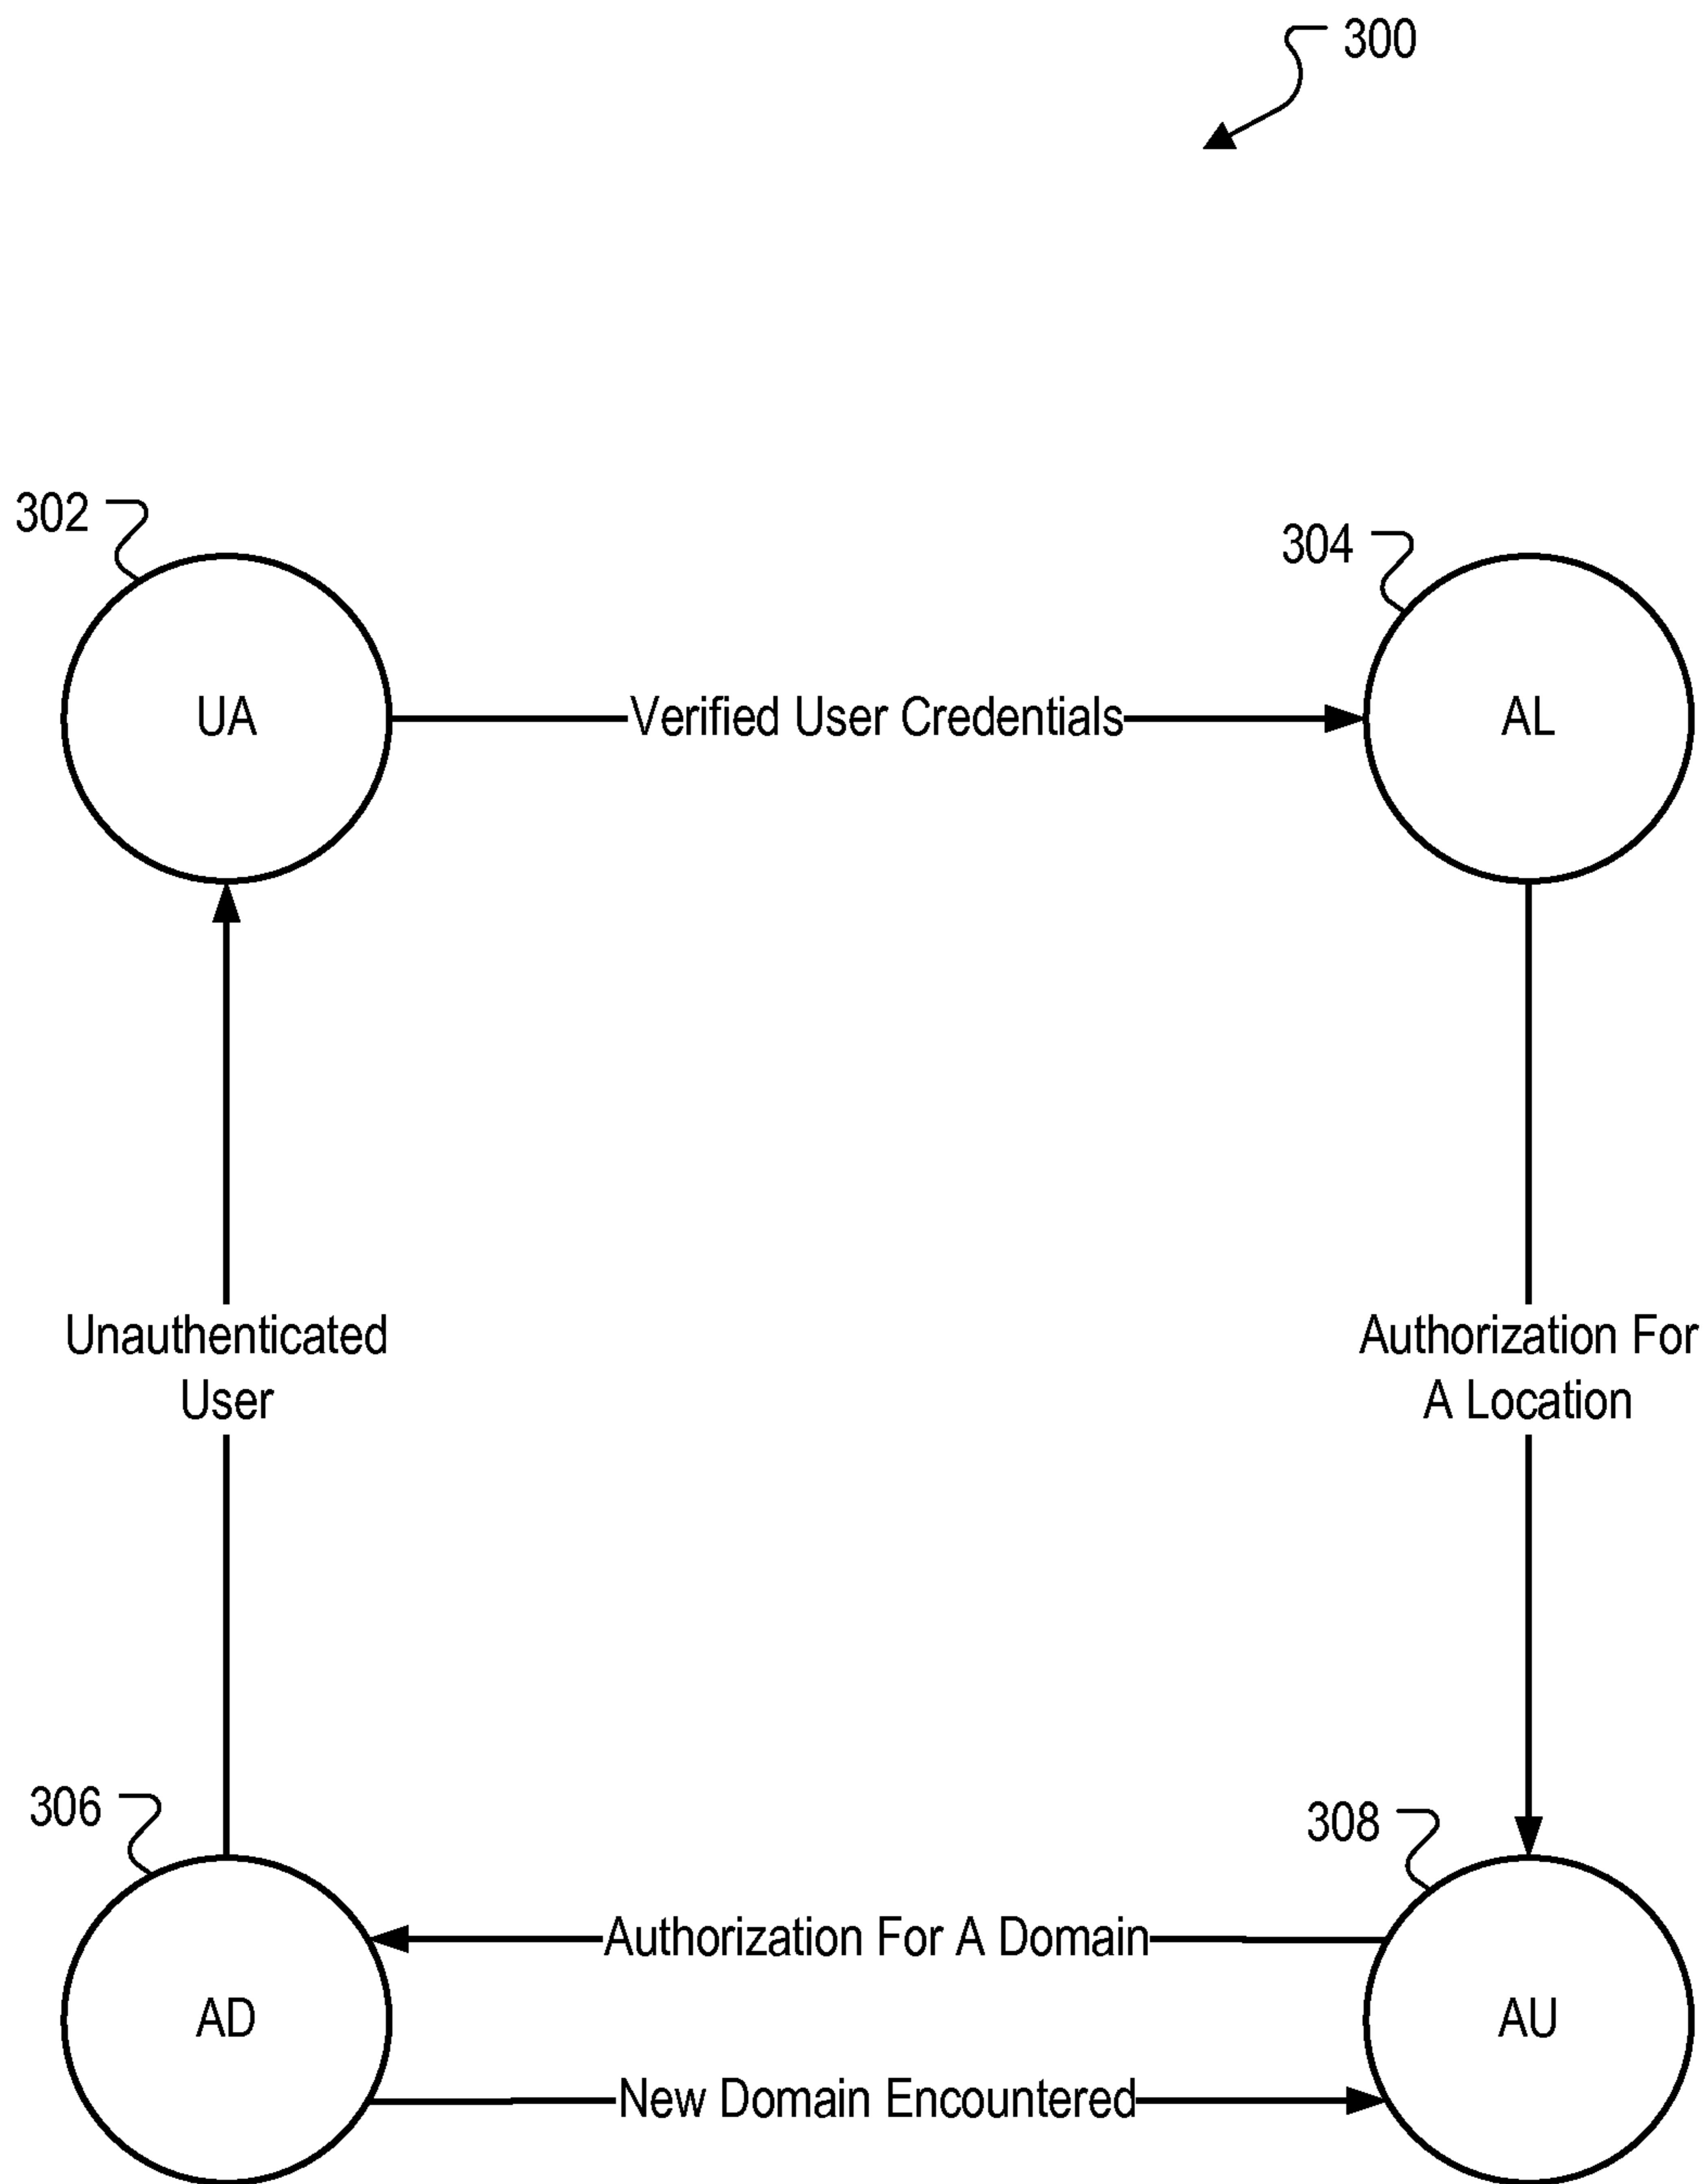 300
302
304
UA
Verified User Credentials
AL
Unauthenticated
User
Authorization For
A Location
306
308
Authorization For A Domain
AD
AU
New Domain Encountered